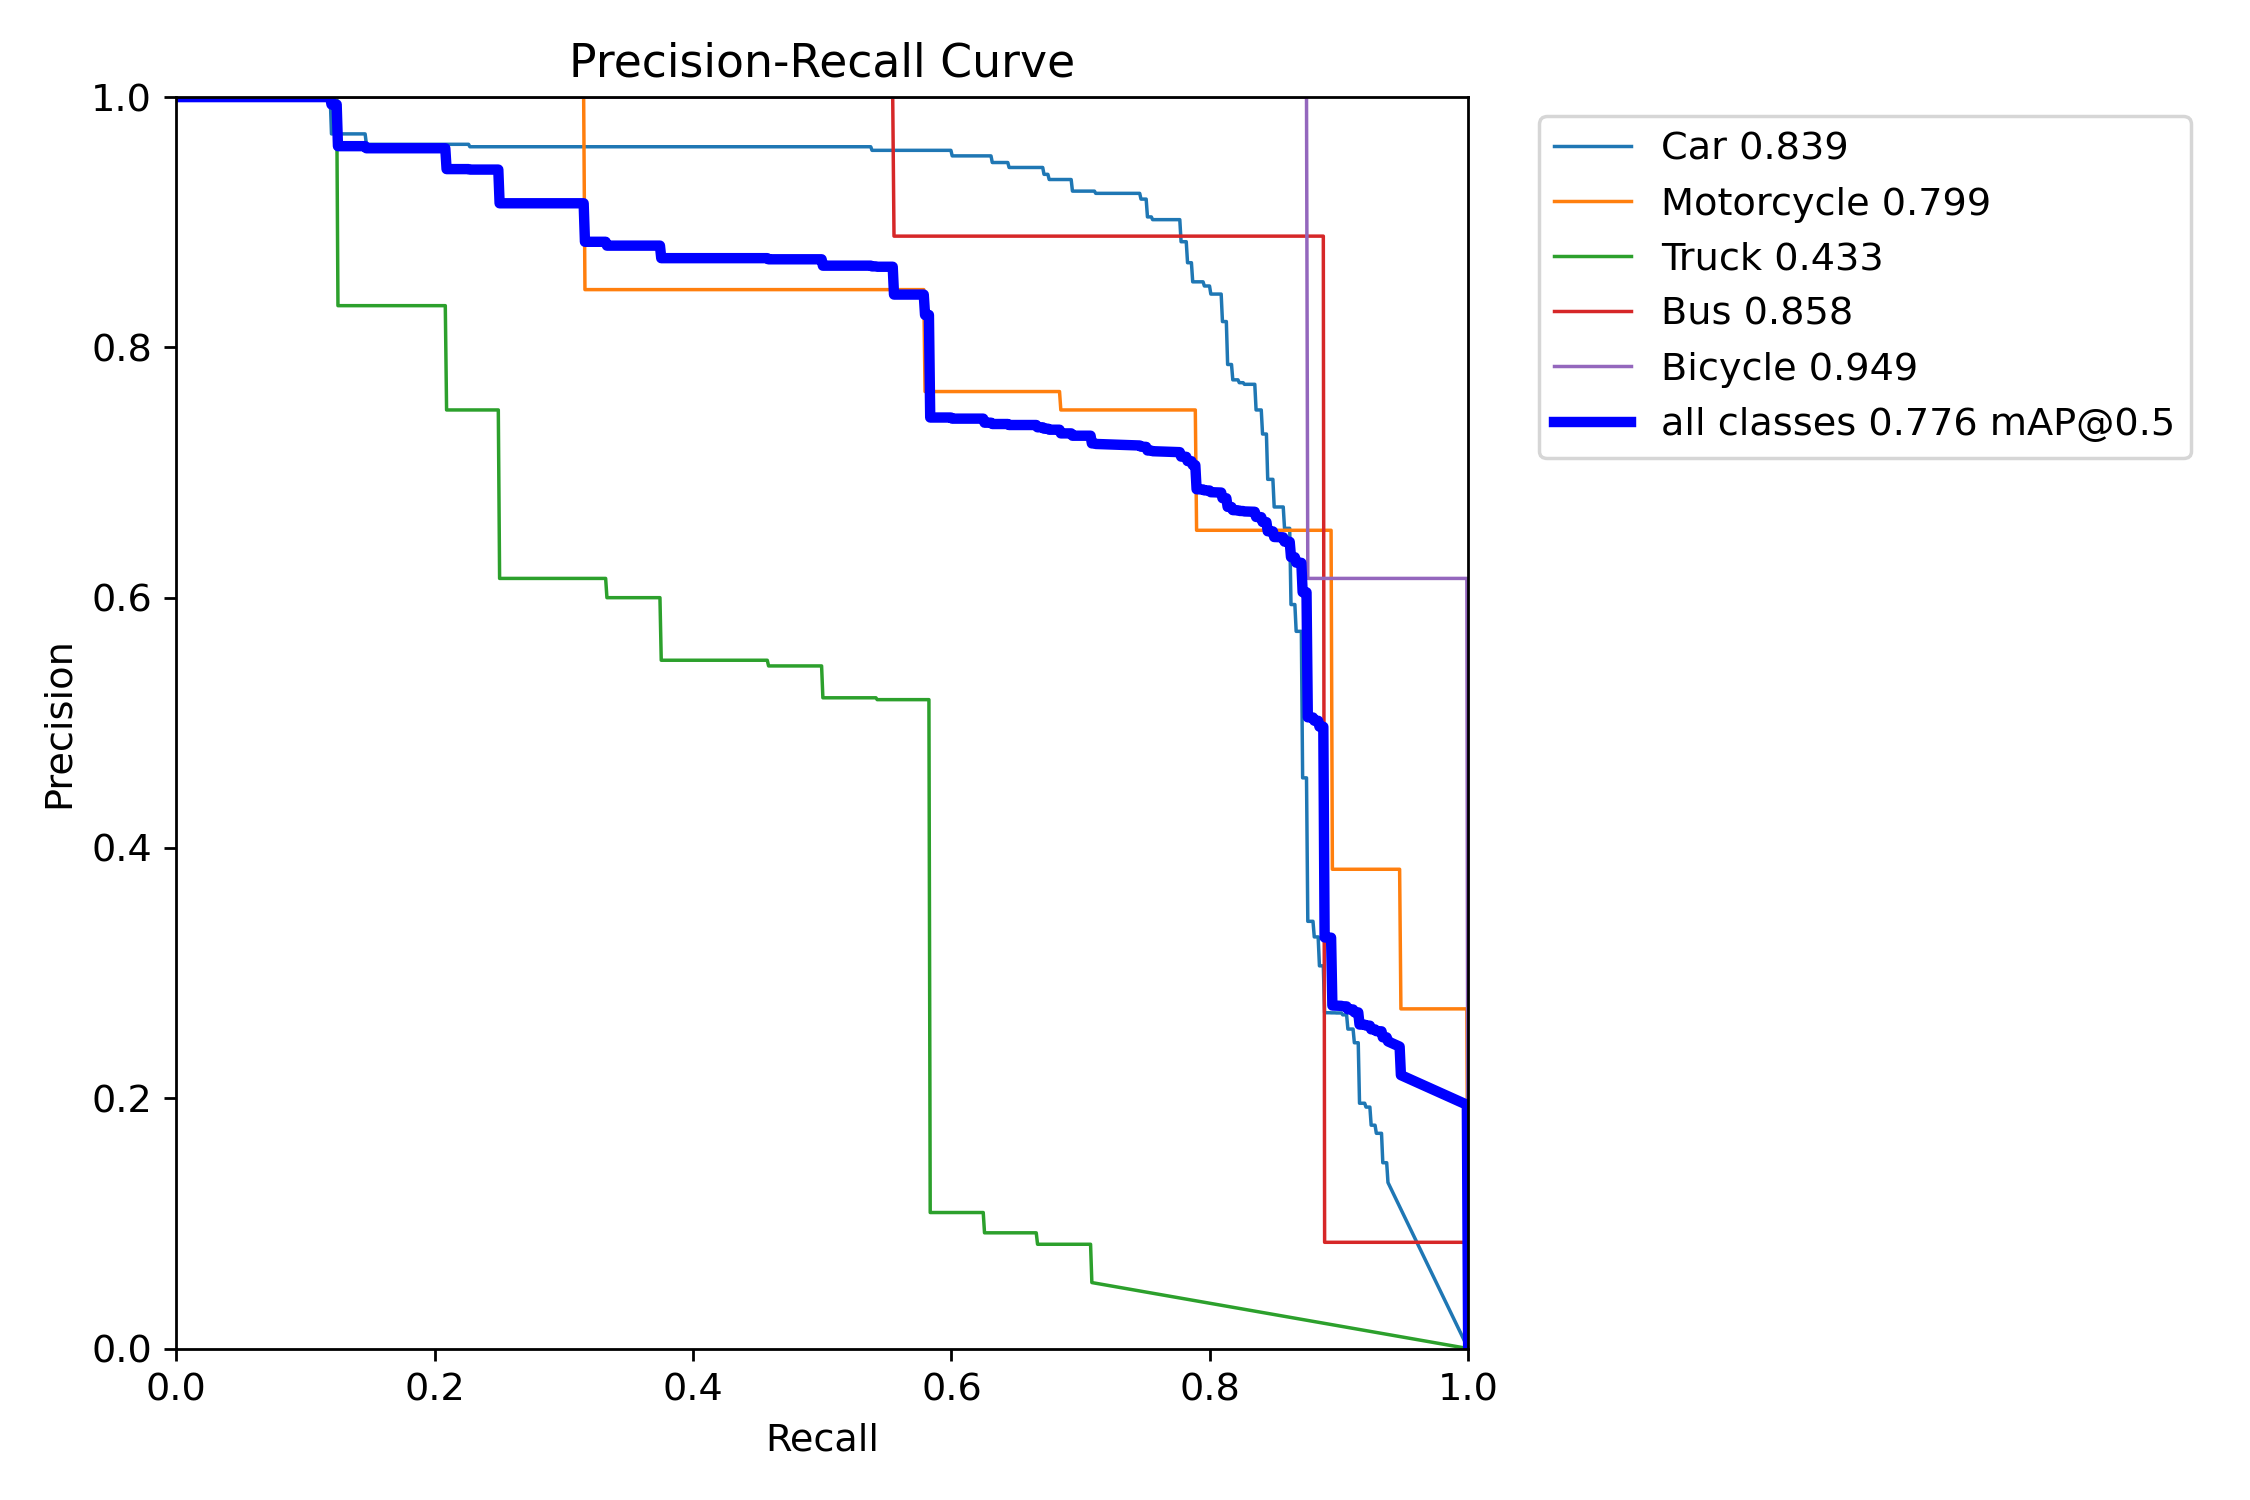 Precision-Recall Curve
1.0
0.8
0.6
0.4
0.2
0.0
Precision
0.0 0.2 0.4 0.6 0.8 1.0
Recall
Car 0.839
Motorcycle 0.799
Truck 0.433
Bus 0.858
Bicycle 0.949
all classes 0.776 mAP@0.5